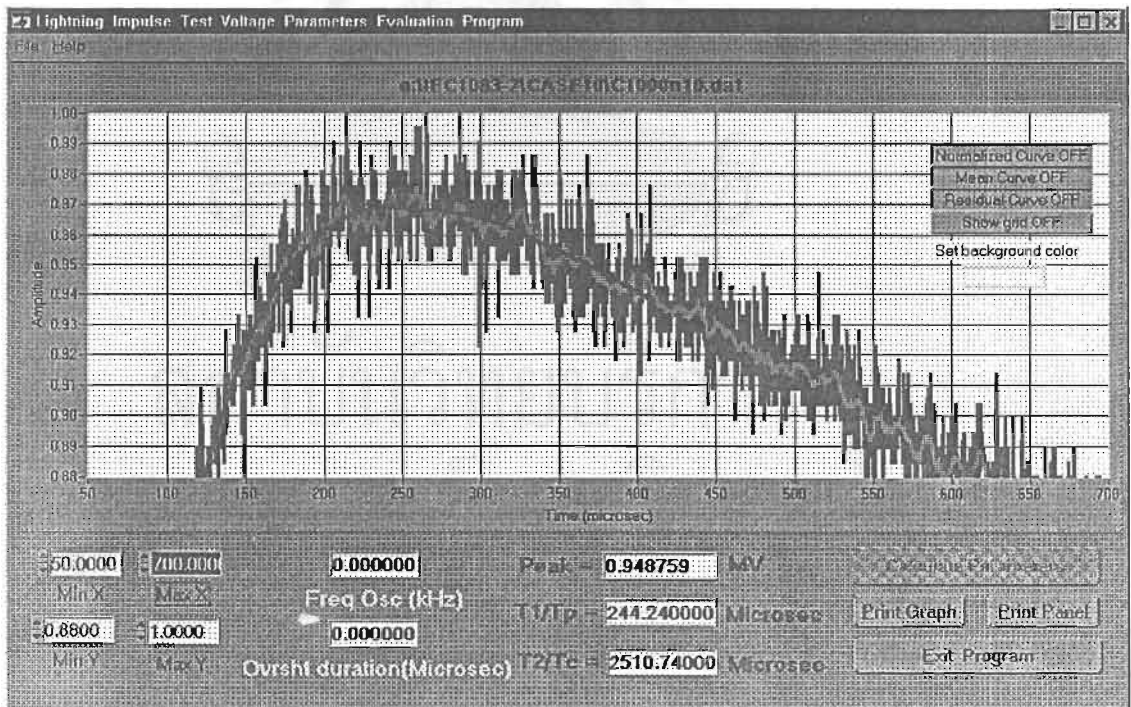 Lightning Impulse Test Voltage Parameters Evaluation Program
File Help
Normalized Curve OFF
Mean Curve OFF
Residual Curve OFF
Show grid OFF
Set background color
Amplitude
1.00
0.99
0.98
0.97
0.96
0.95
0.94
0.93
0.92
0.91
0.90
0.89
0.88
50 100 150 200 250 300 350 400 450 500 550 600 650 700
Time (microsec)
50.0000 700.000 0.000000 Peak = 0.948759 MV
Min X Max X Freq Osc (kHz) T1/Tp = 244.240000 Microsec Print Graph Print Panel
0.8800 1.0000 0.000000
Min Y Max Y Ovrsht duration(Microsec) T2/Tc = 2510.74000 Microsec Exit Program